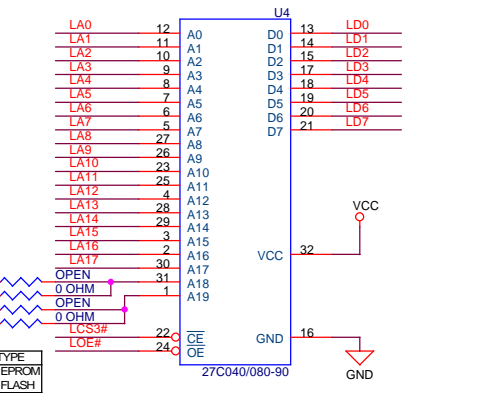 U4
LA0 12 A0 D0 13 LD0
LA1 11 A1 D1 14 LD1
LA2 10 A2 D2 15 LD2
LA3 9 A3 D3 17 LD3
LA4 8 A4 D4 18 LD4
LA5 7 A5 D5 19 LD5
LA6 6 A6 D6 20 LD6
LA7 5 A7 D7 21 LD7
LA8 27 A8
LA9 26 A9
LA10 23 A10
LA11 25 A11
LA12 4 A12
LA13 28 A13
LA14 29 A14
LA15 3 A15
LA16 2 A16 VCC 32 VCC
LA17 30 A17
OPEN 31 A18
0 OHM 1 A19
OPEN
0 OHM
LCS3# 22 CE GND 16
LOE# 24 OE
27C040/080-90 GND
TYPE
EPROM
FLASH